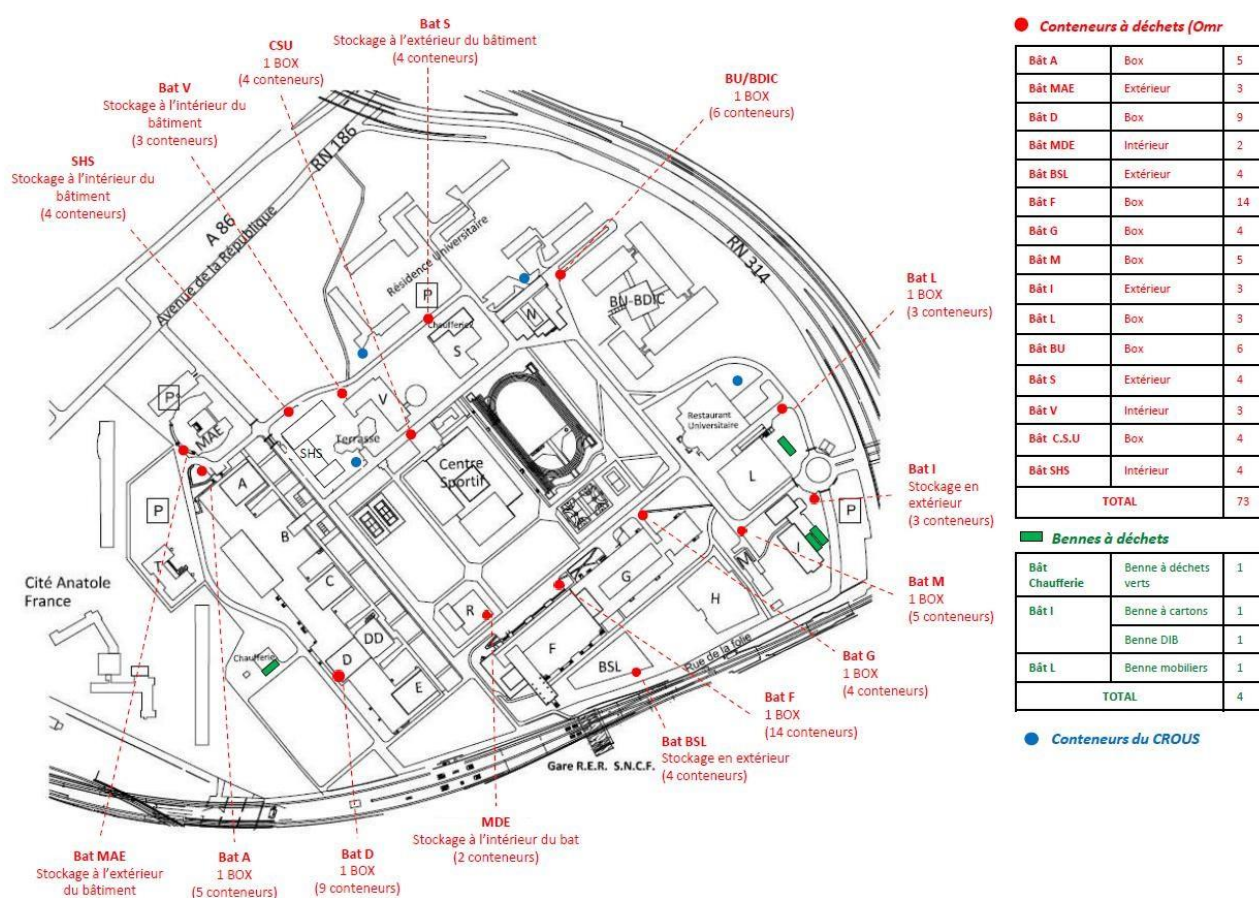 Bat S
Stockage à l'extérieur du bâtiment
(4 conteneurs)
CSU
1 BOX
(4 conteneurs)
Bat V
Stockage à l'intérieur du
bâtiment
(3 conteneurs)
SHS
Stockage à l'intérieur du
bâtiment
(4 conteneurs)
BU/BDIC
1 BOX
(6 conteneurs)
Bat L
1 BOX
(3 conteneurs)
Bat I
Stockage en
extérieur
(3 conteneurs)
Bat M
1 BOX
(5 conteneurs)
Bat G
1 BOX
(4 conteneurs)
Bat F
1 BOX
(14 conteneurs)
Bat BSL
Stockage en extérieur
(4 conteneurs)
MDE
Stockage à l'intérieur du bat
(2 conteneurs)
Bat D
1 BOX
(9 conteneurs)
Bat A
1 BOX
(5 conteneurs)
Bat MAE
Stockage à l'extérieur
du bâtiment
A 86
RN 186
Avenue de la République
Résidence Universitaire
RN 314
P
Chaufferie2
S
N
BU-BDIC
V
Terrasse
SHS
Centre
Sportif
Restaurant
Universitaire
L
P
MAE
A
P
B
T
C
DD
D
E
R
F
G
H
M
I
P
BSL
Rue de la folie
Cité Anatole
France
Chaufferie
Gare R.E.R. S.N.C.F.
Conteneurs à déchets (Omr
Bât A Box 5
Bât MAE Extérieur 3
Bât D Box 9
Bât MDE Intérieur 2
Bât BSL Extérieur 4
Bât F Box 14
Bât G Box 4
Bât M Box 5
Bât I Extérieur 3
Bât L Box 3
Bât BU Box 6
Bât S Extérieur 4
Bât V Intérieur 3
Bât C.S.U Box 4
Bât SHS Intérieur 4
TOTAL 73
Bennes à déchets
Bât
Chaufferie
Benne à déchets
verts
1
Bât I Benne à cartons 1
Benne DIB 1
Bât L Benne mobiliers 1
TOTAL 4
Conteneurs du CROUS